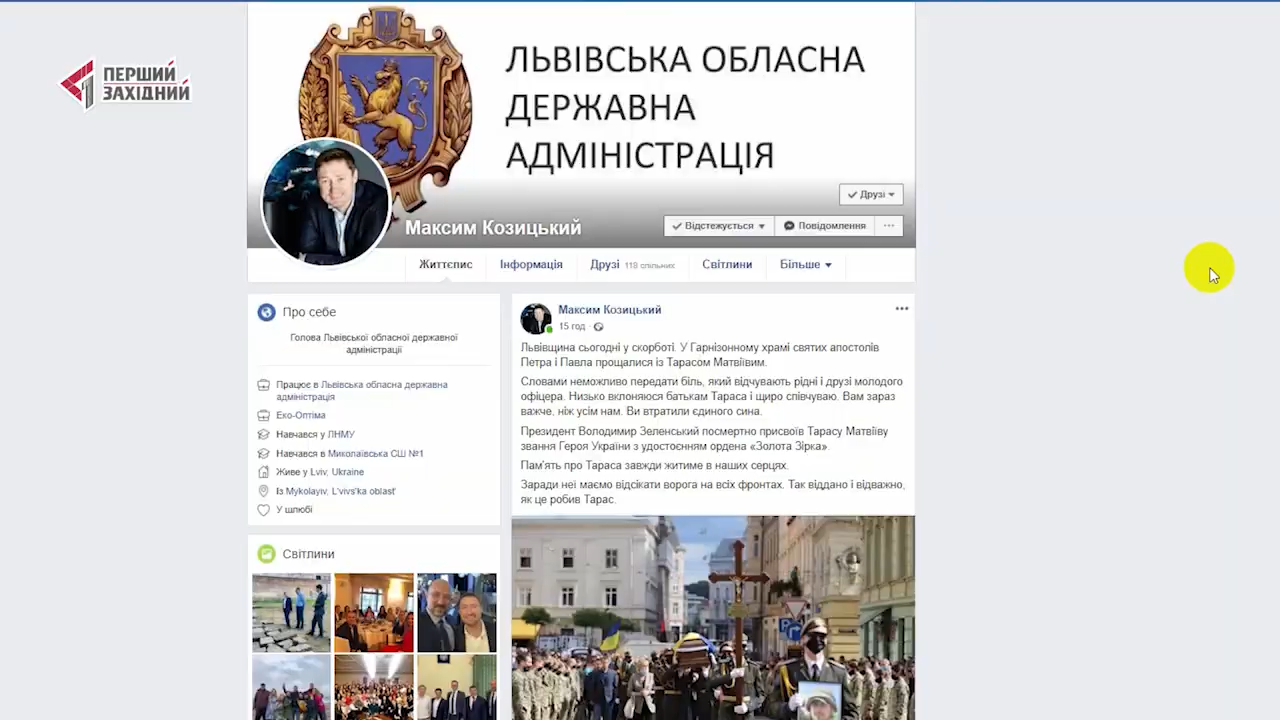 ПЕРШИЙ
ЗАХІДНИЙ
ЛЬВІВСЬКА ОБЛАСНА
ДЕРЖАВНА
АДМІНІСТРАЦІЯ
Друзі
Максим Козицький
Відстежується
Повідомлення
Життєпис
Інформація
Друзі 119 спільних
Світлини
Більше
Про себе
Голова Львівської обласної державної
адміністрації
Працює в Львівська обласна державна
адміністрація
Еко-Оптіма
Навчався у ЛНМУ
Навчався в Миколаївська СШ №1
Живе у Lviv, Ukraine
Із Mykolayiv, L'vivs'ka oblast'
У шлюбі
Світлини
Максим Козицький
15 год
Львівщина сьогодні у скорботі. У Гарнізонному храмі святих апостолів
Петра і Павла прощалися із Тарасом Матвіївим.
Словами неможливо передати біль, який відчувають рідні і друзі молодого
офіцера. Низько вклоняюся батькам Тараса і щиро співчуваю. Вам зараз
важче, ніж усім нам. Ви втратили єдиного сина.
Президент Володимир Зеленський посмертно присвоїв Тарасу Матвіїву
звання Героя України з удостоєнням ордена «Золота Зірка».
Пам'ять про Тараса завжди житиме в наших серцях.
Заради неї маємо відсікати ворога на всіх фронтах. Так віддано і відважно,
як це робив Тарас.